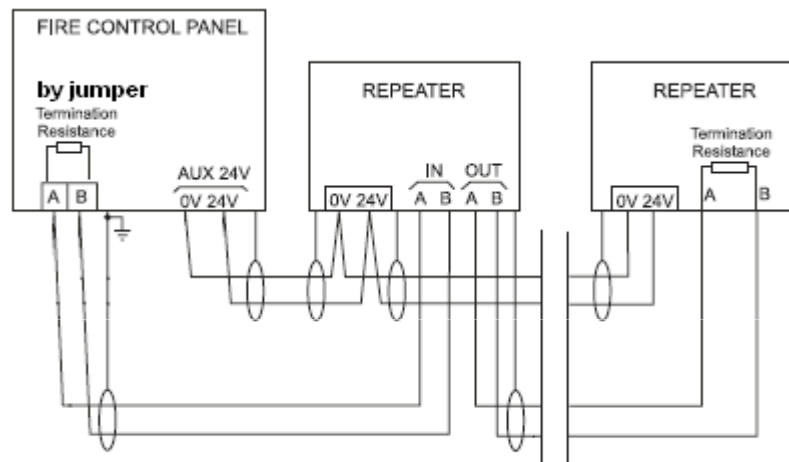 FIRE CONTROL PANEL
by jumper
Termination
Resistance
A B
AUX 24V
0V 24V
REPEATER
IN OUT
0V 24V A B A B
REPEATER
Termination
Resistance
0V 24V A B